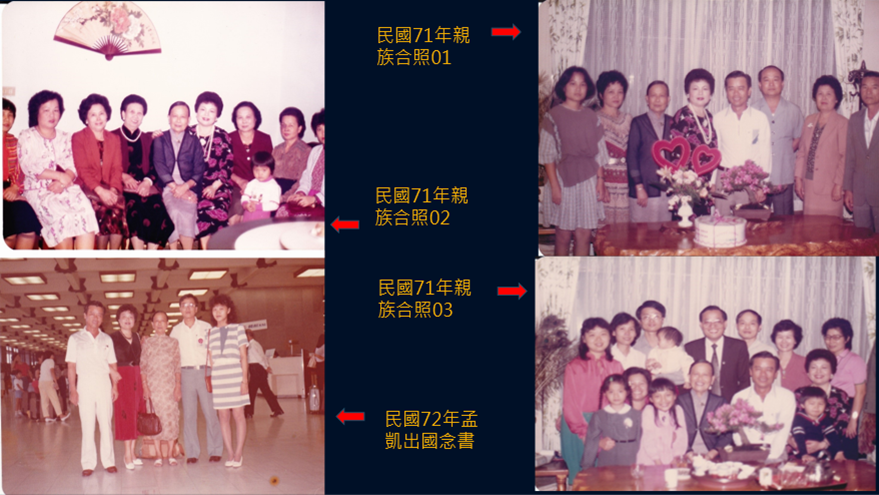 民國71年親
族合照01
民國71年親
族合照02
民國71年親
族合照03
民國72年孟
凱出國念書